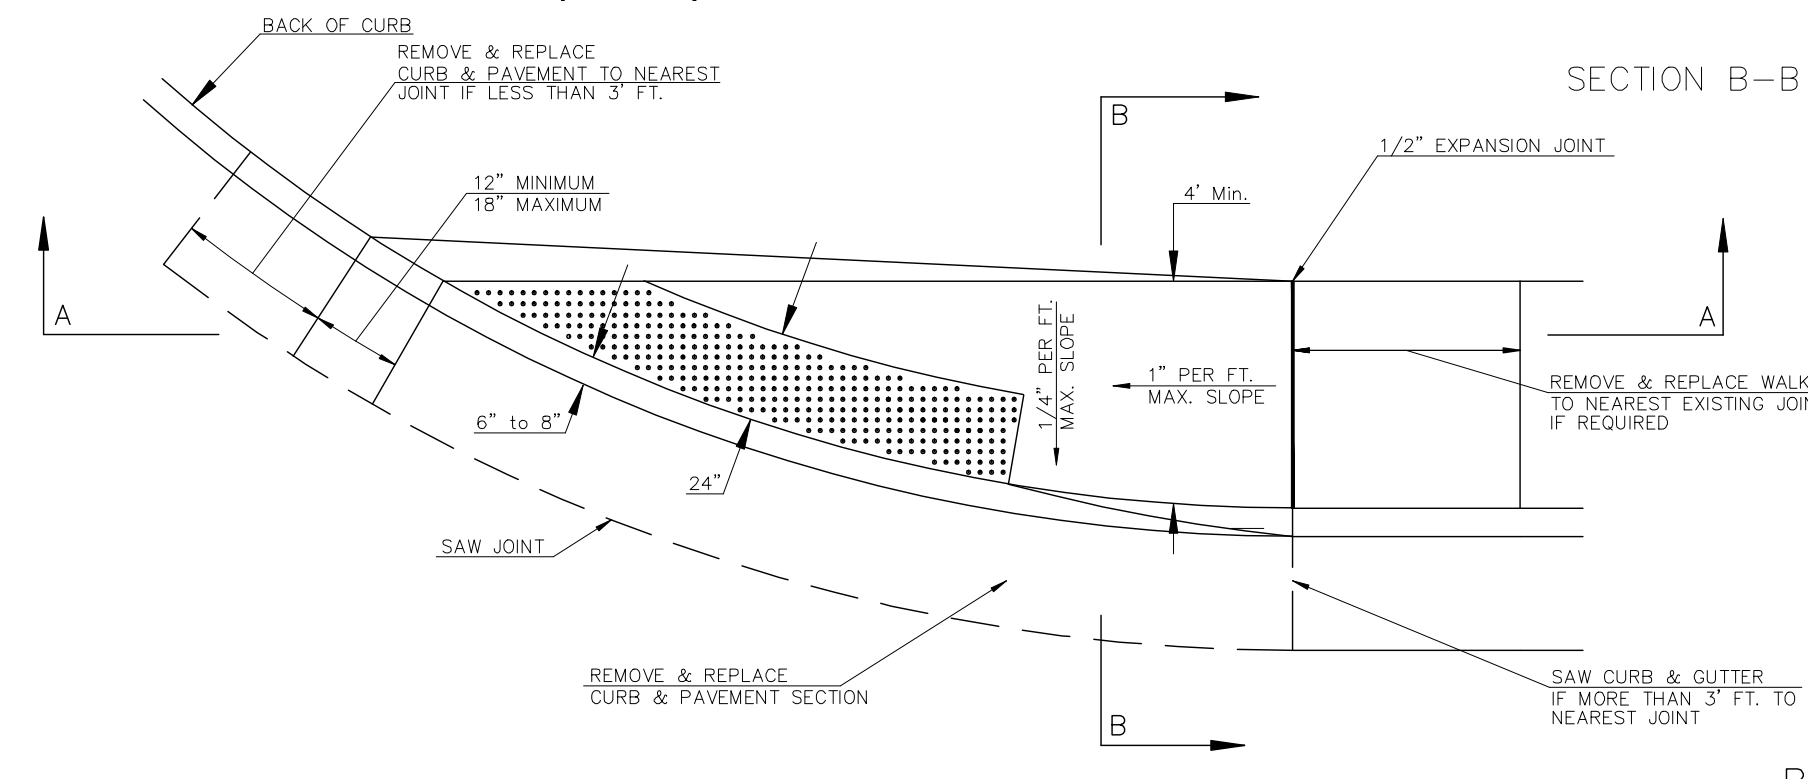 BACK OF CURB
REMOVE & REPLACE
CURB & PAVEMENT TO NEAREST
JOINT IF LESS THAN 3' FT.
SECTION B-B
B
1/2" EXPANSION JOINT
12" MINIMUM
18" MAXIMUM
4' Min.
A
A
1/4" PER FT.
MAX. SLOPE
1" PER FT.
MAX. SLOPE
REMOVE & REPLACE WALK
TO NEAREST EXISTING JOIN
IF REQUIRED
6" to 8"
24"
SAW JOINT
REMOVE & REPLACE
CURB & PAVEMENT SECTION
SAW CURB & GUTTER
IF MORE THAN 3' FT. TO
NEAREST JOINT
B